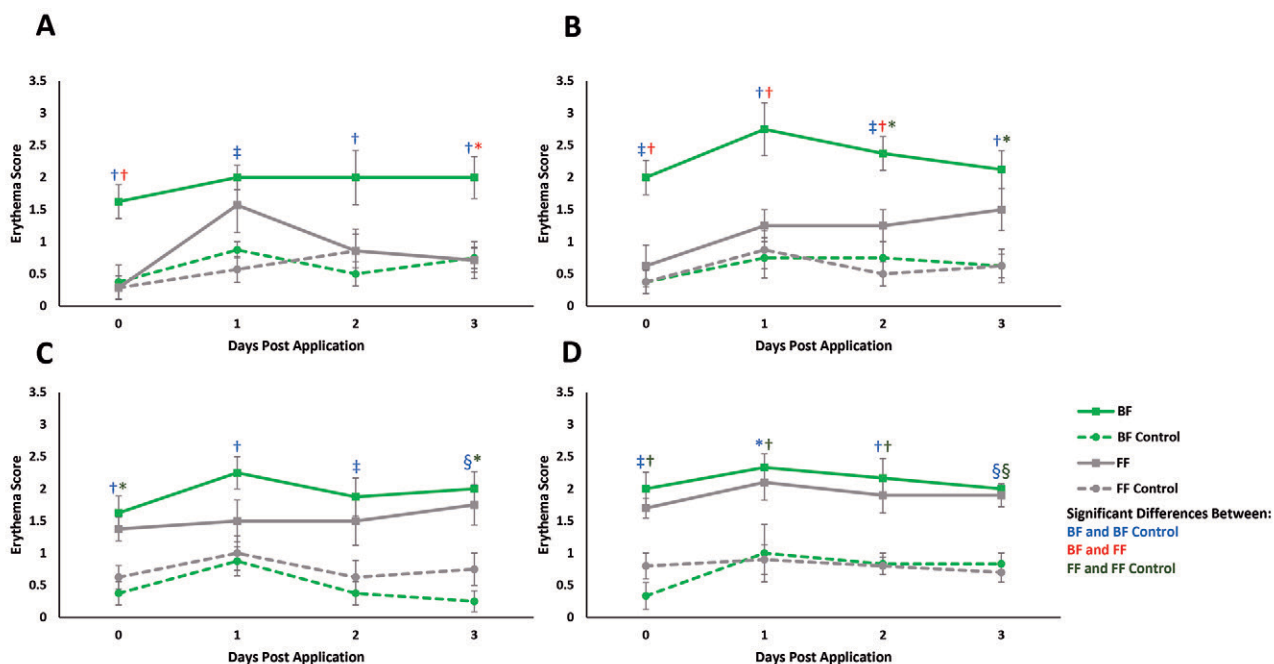 A
3.5
3
2.5
2
1.5
1
0.5
0
Erythema Score
††
‡
†
†*
0 1 2 3
Days Post Application
B
3.5
3
2.5
2
1.5
1
0.5
0
Erythema Score
‡†
††
‡†*
†*
0 1 2 3
Days Post Application
C
3.5
3
2.5
2
1.5
1
0.5
0
Erythema Score
†*
†
‡
§*
0 1 2 3
Days Post Application
D
3.5
3
2.5
2
1.5
1
0.5
0
Erythema Score
‡†
*†
††
§§
0 1 2 3
Days Post Application
BF
BF Control
FF
FF Control
Significant Differences Between:
BF and BF Control
BF and FF
FF and FF Control